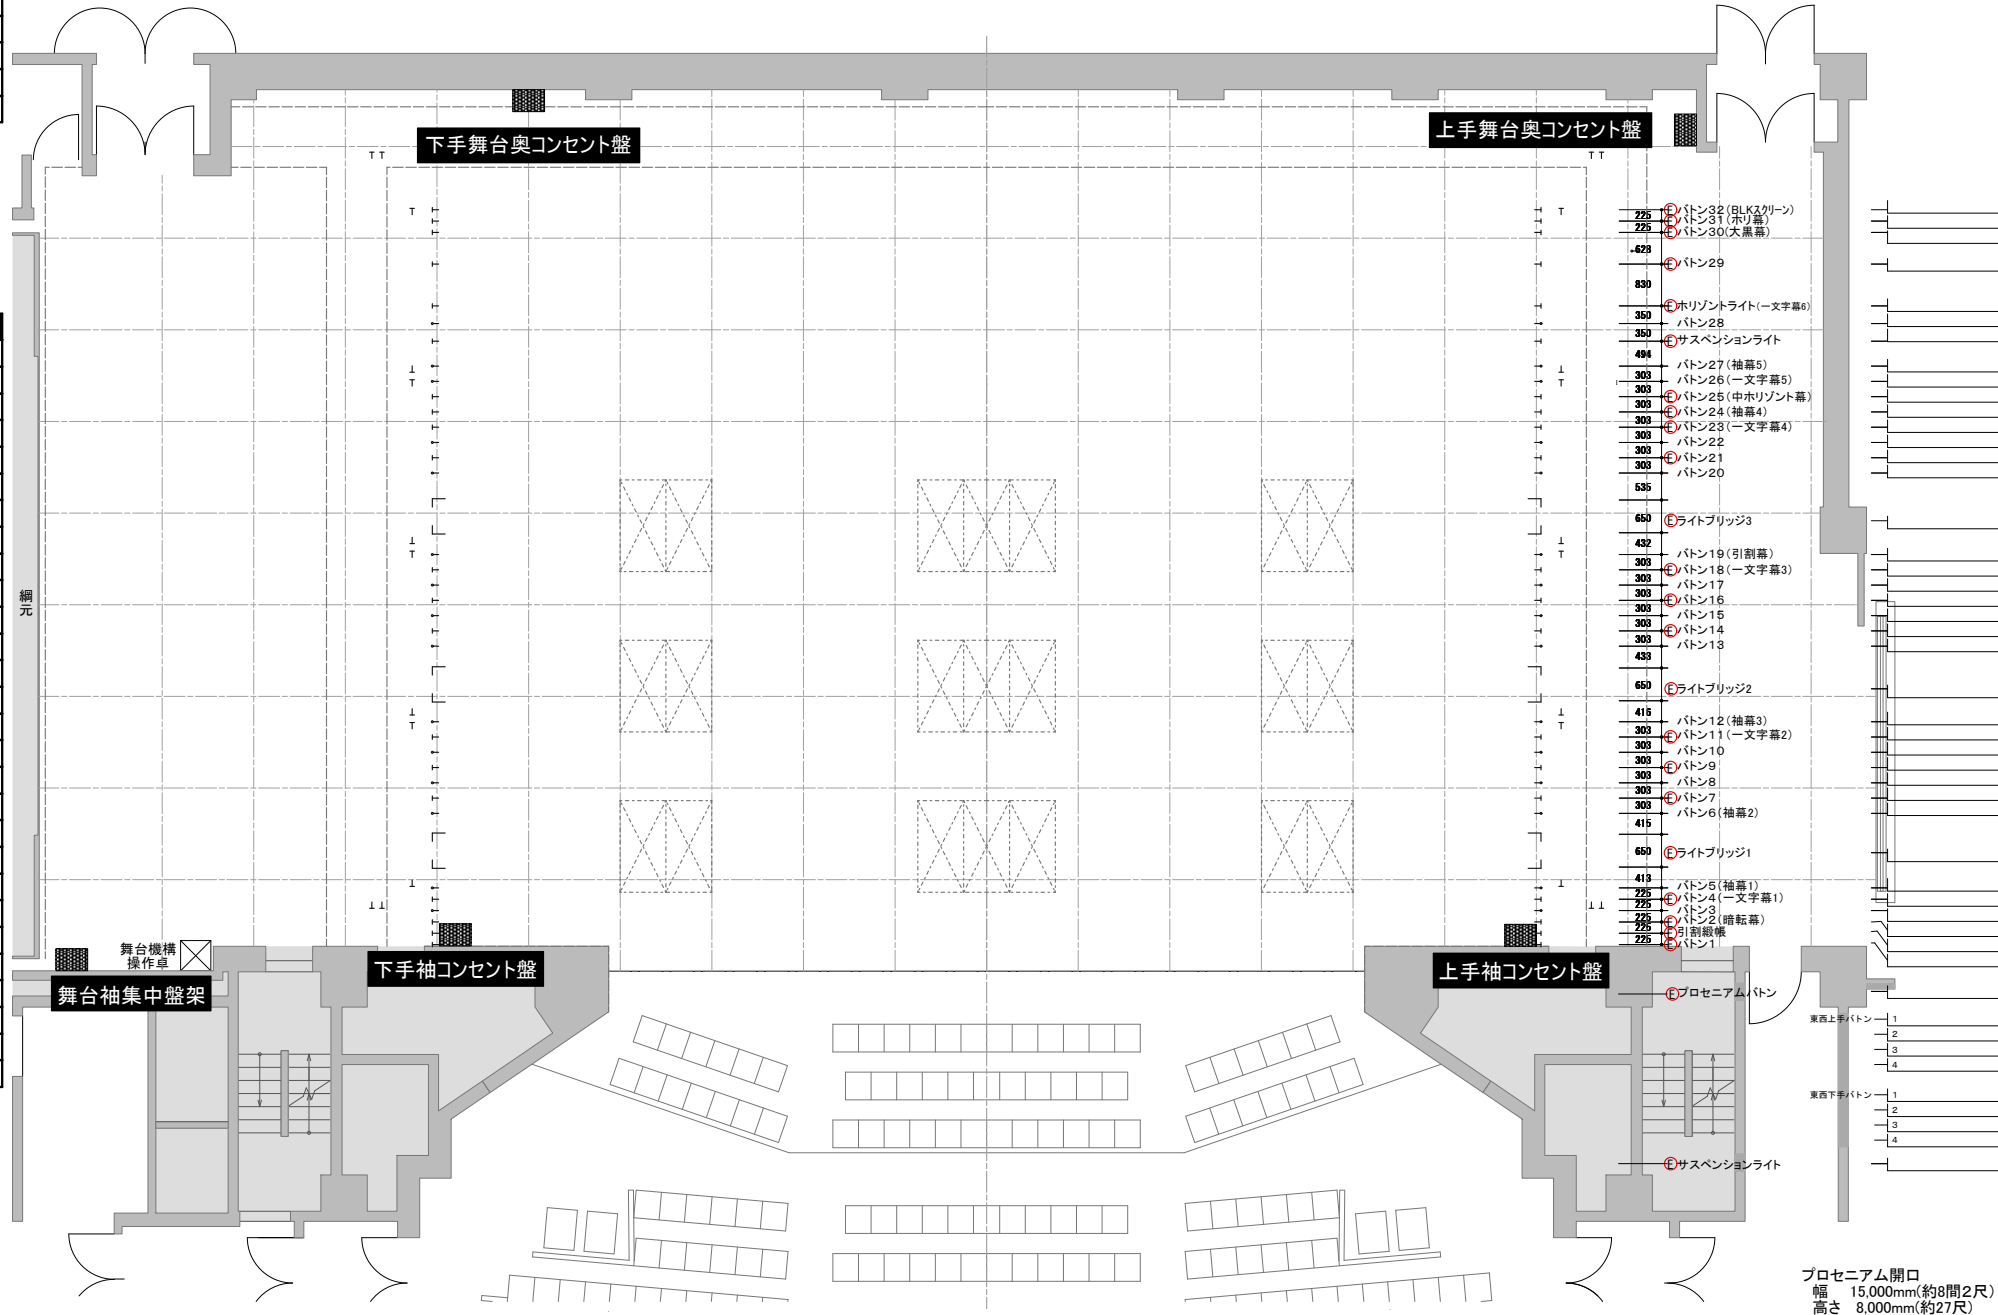 下手舞台奥コンセント盤
上手舞台奥コンセント盤
225
バトン32(BLKスクリーン)
バトン31(ホリ幕)
225
バトン30(大黒幕)
628
バトン29
830
ホリゾントライト(一文字幕6)
350
バトン28
350
サスペンションライト
494
バトン27(袖幕5)
303
バトン26(一文字幕5)
303
バトン25(中ホリゾント幕)
303
バトン24(袖幕4)
303
バトン23(一文字幕4)
303
バトン22
303
バトン21
303
バトン20
535
650
ライトブリッジ3
432
バトン19(引割幕)
303
バトン18(一文字幕3)
303
バトン17
303
バトン16
303
バトン15
303
バトン14
303
バトン13
433
650
ライトブリッジ2
415
バトン12(袖幕3)
303
バトン11(一文字幕2)
303
バトン10
303
バトン9
303
バトン8
303
バトン7
303
バトン6(袖幕2)
415
650
ライトブリッジ1
413
バトン5(袖幕1)
225
バトン4(一文字幕1)
225
バトン3
225
バトン2(暗転幕)
225
引割緞帳
225
バトン1
綱元
舞台機構
操作卓
舞台袖集中盤架
下手袖コンセント盤
上手袖コンセント盤
プロセニアムバトン
東西上手バトン 1
2
3
4
東西下手バトン 1
2
3
4
サスペンションライト
プロセニアム開口
幅 15,000mm(約8間2尺)
高さ 8,000mm(約27尺)